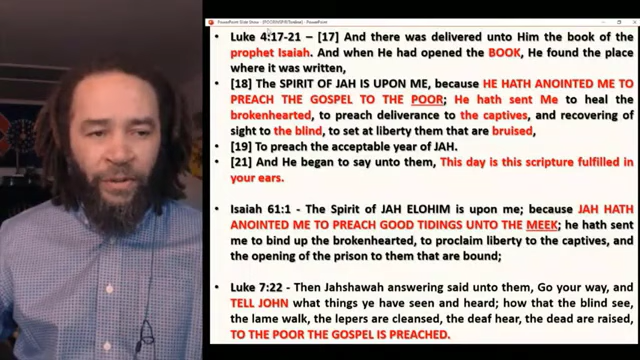 PowerPoint Slide Show - [POORASPIRITonline] - PowerPoint
• Luke 4:17-21 – [17] And there was delivered unto Him the book of the
prophet Isaiah. And when He had opened the BOOK, He found the place
where it was written,
• [18] The SPIRIT OF JAH IS UPON ME, because HE HATH ANOINTED ME TO
PREACH THE GOSPEL TO THE POOR; He hath sent Me to heal the
brokenhearted, to preach deliverance to the captives, and recovering of
sight to the blind, to set at liberty them that are bruised,
• [19] To preach the acceptable year of JAH.
• [21] And He began to say unto them, This day is this scripture fulfilled in
your ears.
• Isaiah 61:1 - The Spirit of JAH ELOHIM is upon me; because JAH HATH
ANOINTED ME TO PREACH GOOD TIDINGS UNTO THE MEEK; he hath sent
me to bind up the brokenhearted, to proclaim liberty to the captives, and
the opening of the prison to them that are bound;
• Luke 7:22 - Then Jahshawah answering said unto them, Go your way, and
TELL JOHN what things ye have seen and heard; how that the blind see,
the lame walk, the lepers are cleansed, the deaf hear, the dead are raised,
TO THE POOR THE GOSPEL IS PREACHED.